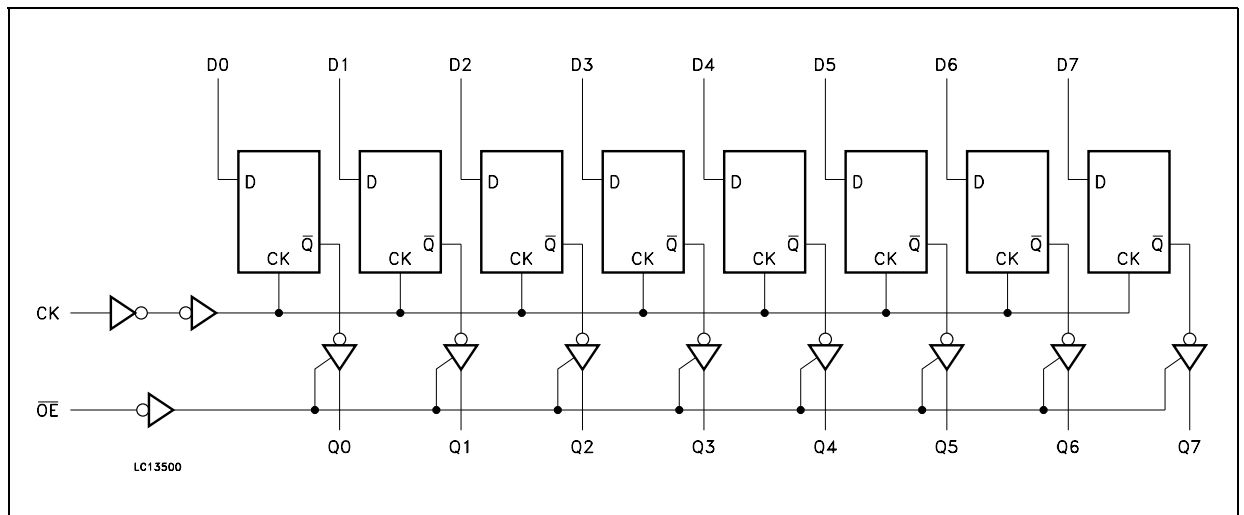 D0 D1 D2 D3 D4 D5 D6 D7
D D D D D D D D
Q̅ Q̅ Q̅ Q̅ Q̅ Q̅ Q̅ Q̅
CK CK CK CK CK CK CK CK
CK
O̅E̅
Q0 Q1 Q2 Q3 Q4 Q5 Q6 Q7
LC13500